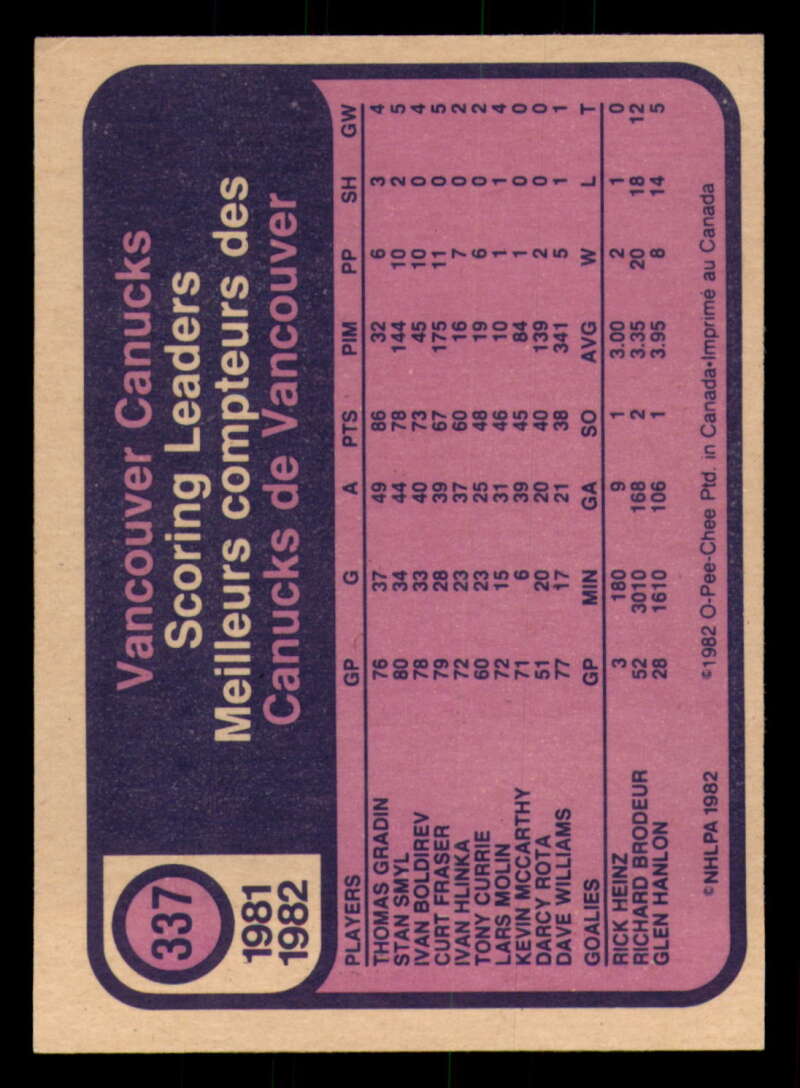 337
1981
1982
Vancouver Canucks
Scoring Leaders
Meilleurs compteurs des
Canucks de Vancouver
PLAYERS GP G A PTS PIM PP SH GW
THOMAS GRADIN 76 37 49 86 32 6 3 4
STAN SMYL 80 34 44 78 144 10 2 5
IVAN BOLDIREV 78 33 40 73 45 10 0 4
CURT FRASER 79 28 39 67 175 11 0 5
IVAN HLINKA 72 23 37 60 16 7 0 2
TONY CURRIE 60 23 25 48 19 6 0 2
LARS MOLIN 72 15 31 46 10 1 1 4
KEVIN MCCARTHY 71 6 39 45 84 1 0 0
DARCY ROTA 51 20 20 40 139 2 0 0
DAVE WILLIAMS 77 17 21 38 341 5 1 1
GOALIES GP MIN GA SO AVG W L T
RICK HEINZ 3 180 9 1 3.00 2 1 0
RICHARD BRODEUR 52 3010 168 2 3.35 20 18 12
GLEN HANLON 28 1610 106 1 3.95 8 14 5
©NHLPA 1982 ©1982 O-Pee-Chee Ptd. in Canada•Imprimé au Canada